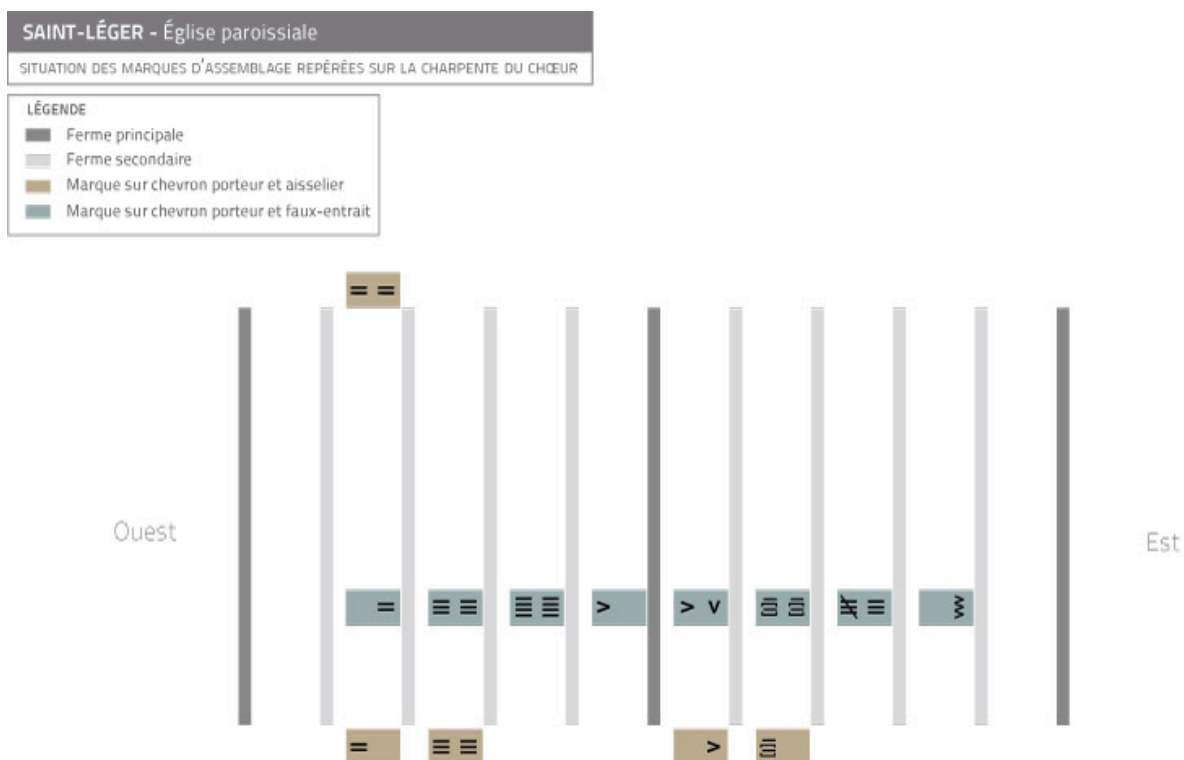 SAINT-LÉGER - Église paroissiale
SITUATION DES MARQUES D'ASSEMBLAGE REPÉRÉES SUR LA CHARPENTE DU CHŒUR
LÉGENDE
Ferme principale
Ferme secondaire
Marque sur chevron porteur et aisselier
Marque sur chevron porteur et faux-entrait
Ouest
Est